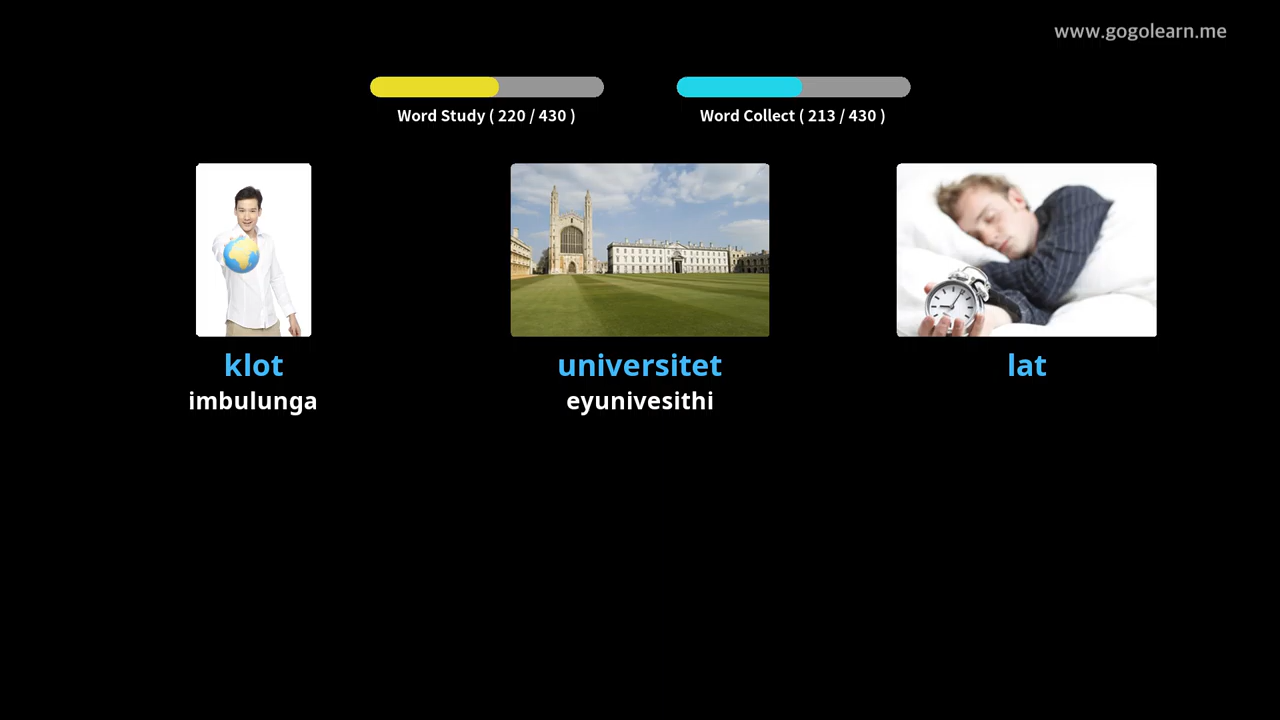 www.gogolearn.me
Word Study ( 220 / 430 )
Word Collect ( 213 / 430 )
klot
imbulunga
universitet
eyunivesithi
lat